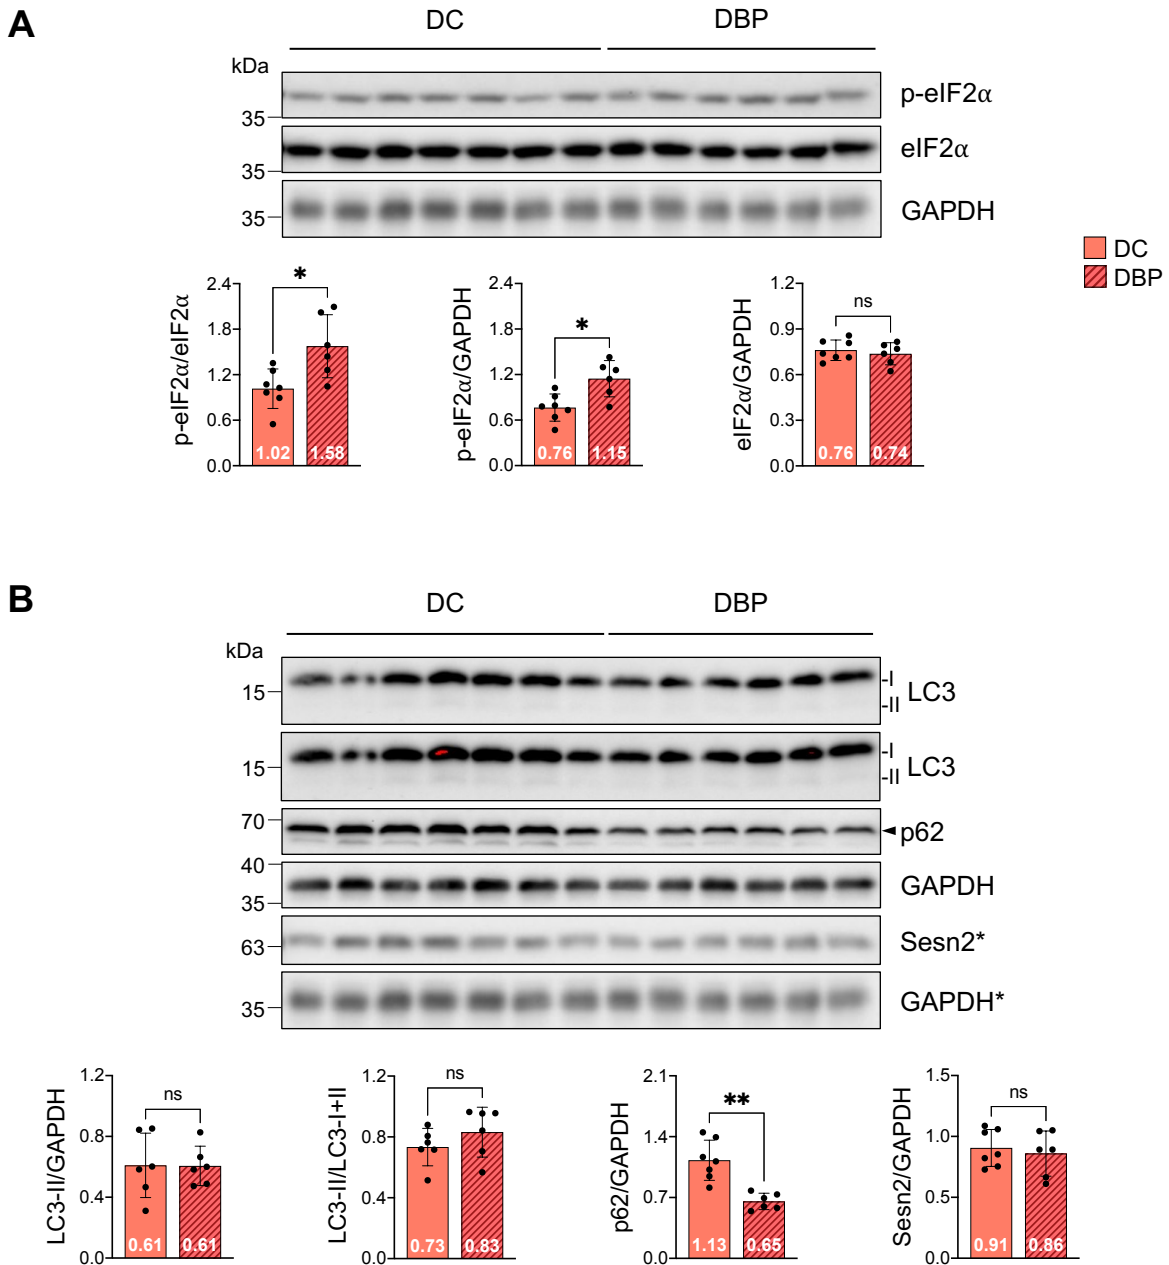 A
DC DBP
kDa
35 p-eIF2α
35 eIF2α
35 GAPDH
DC
DBP
p-eIF2α/eIF2α
2.4
1.8
1.2
0.6
0.0
*
1.02 1.58
p-eIF2α/GAPDH
2.4
1.8
1.2
0.6
0.0
*
0.76 1.15
eIF2α/GAPDH
1.2
0.9
0.6
0.3
0.0
ns
0.76 0.74
B
DC DBP
kDa
15 -I -II LC3
15 -I -II LC3
70 p62
40 35 GAPDH
63 Sesn2*
35 GAPDH*
LC3-II/GAPDH
1.2
0.8
0.4
0.0
ns
0.61 0.61
LC3-II/LC3-I+II
1.2
0.8
0.4
0.0
ns
0.73 0.83
p62/GAPDH
2.1
1.4
0.7
0.0
**
1.13 0.65
Sesn2/GAPDH
1.5
1.0
0.5
0.0
ns
0.91 0.86